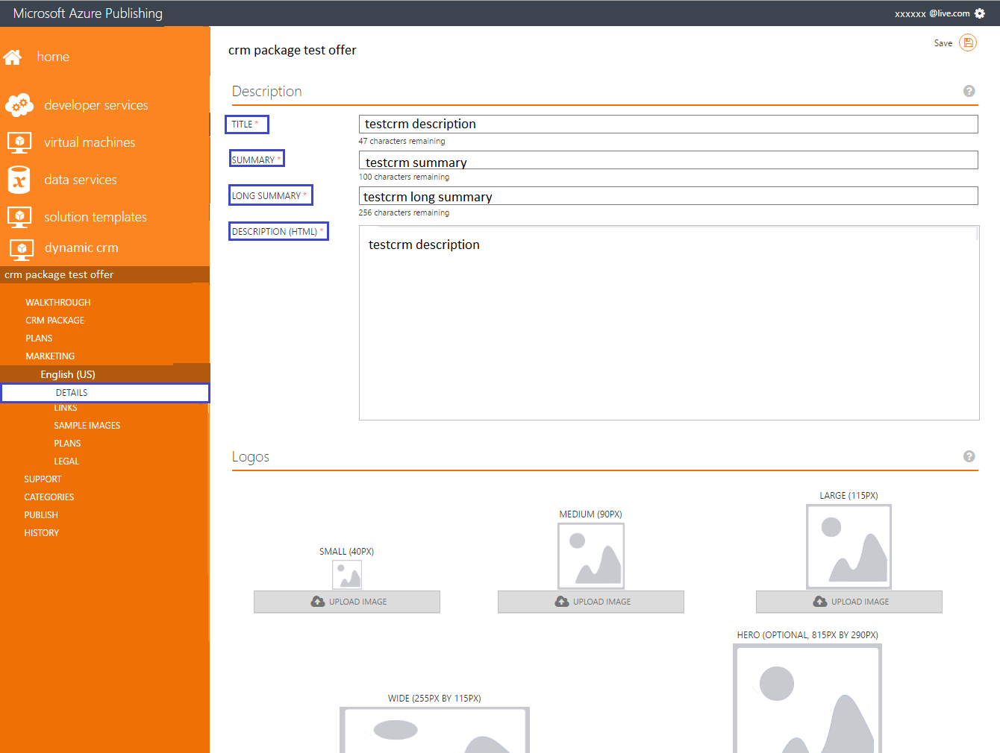 Microsoft Azure Publishing
xxxxxx @live.com
home
developer services
virtual machines
data services
solution templates
dynamic crm
crm package test offer
WALKTHROUGH
CRM PACKAGE
PLANS
MARKETING
English (US)
DETAILS
LINKS
SAMPLE IMAGES
PLANS
LEGAL
SUPPORT
CATEGORIES
PUBLISH
HISTORY
crm package test offer
Save
Description
?
TITLE *
testcrm description
47 characters remaining
SUMMARY *
testcrm summary
100 characters remaining
LONG SUMMARY *
testcrm long summary
256 characters remaining
DESCRIPTION (HTML) *
testcrm description
Logos
?
SMALL (40PX)
UPLOAD IMAGE
MEDIUM (90PX)
UPLOAD IMAGE
LARGE (115PX)
UPLOAD IMAGE
WIDE (255PX BY 115PX)
HERO (OPTIONAL, 815PX BY 290PX)